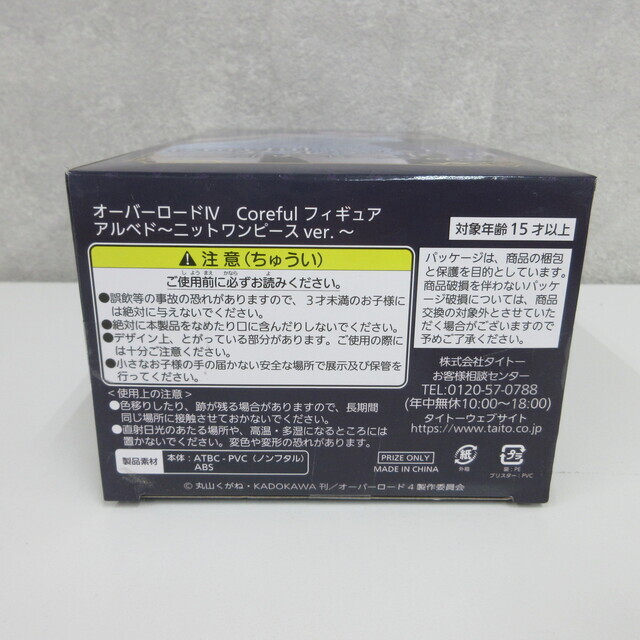 オーバーロードIV Coreful フィギュア
アルベド～ニットワンピース ver.～
対象年齢15才以上
注意(ちゅうい)
ご使用前に必ずお読みください。
●誤飲等の事故の恐れがありますので、3才未満のお子様に
は絶対に与えないでください。
●絶対に本製品をなめたり口に含んだりしないでください。
●デザイン上、とがっている部分があります。ご使用の際に
は十分ご注意ください。
●小さなお子様の手の届かない安全な場所で展示及び保管を
行ってください。
＜使用上の注意＞
●色移りしたり、跡が残る場合がありますので、長期間
同じ場所に接触させておかないでください。
●直射日光のあたる場所や、高温・多湿になるところには
置かないでください。変色や変形の恐れがあります。
製品素材
本体：ATBC-PVC（ノンフタル）
ABS
パッケージは、商品の梱包
と保護を目的としています。
商品破損を伴わないパッケー
ジ破損については、商品
交換の対象外とさせていた
だく場合がございますので
予めご了承ください。
株式会社タイトー
お客様相談センター
TEL:0120-57-0788
(年中無休10:00～18:00)
タイトーウェブサイト
https://www.taito.co.jp
PRIZE ONLY
MADE IN CHINA
紙
外箱
プラ
袋：PE
ブリスター：PVC
© 丸山くがね・KADOKAWA 刊／オーバーロード4製作委員会